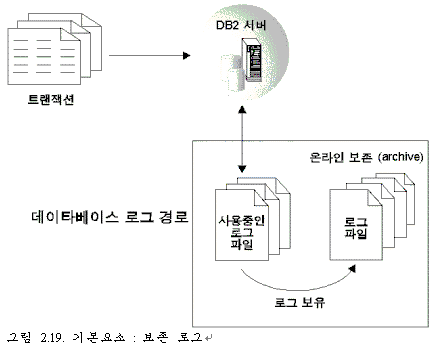 DB2 서버
트랜잭션
온라인 보존 (archive)
데이타베이스 로그 경로
사용중인
로그
파일
로그
파일
로그 보유
그림 2.19. 기본요소 : 보존 로그